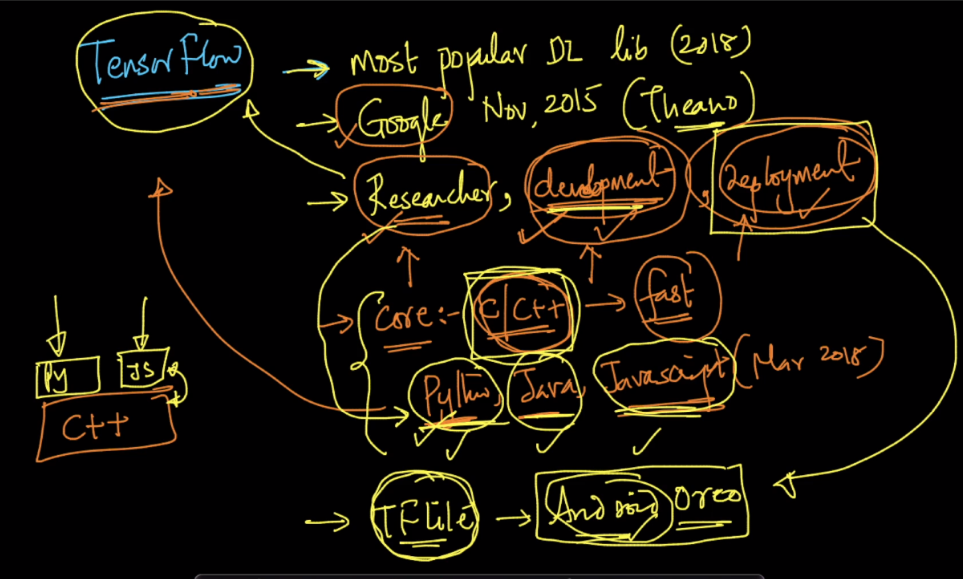 TensorFlow
→ Most popular DL lib (2018)
→ Google Nov, 2015 (Theano)
→ Researcher, development, Deployment
→ Core:- C/C++ → fast
Python, Java, Javascript (Mar 2018)
PY JS
C++
→ TFlite → Android Oreo